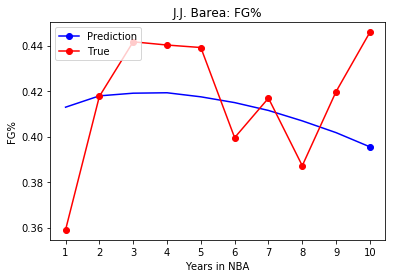 J.J. Barea: FG%
Prediction
True
0.44
0.42
0.40
0.38
0.36
FG%
1 2 3 4 5 6 7 8 9 10
Years in NBA